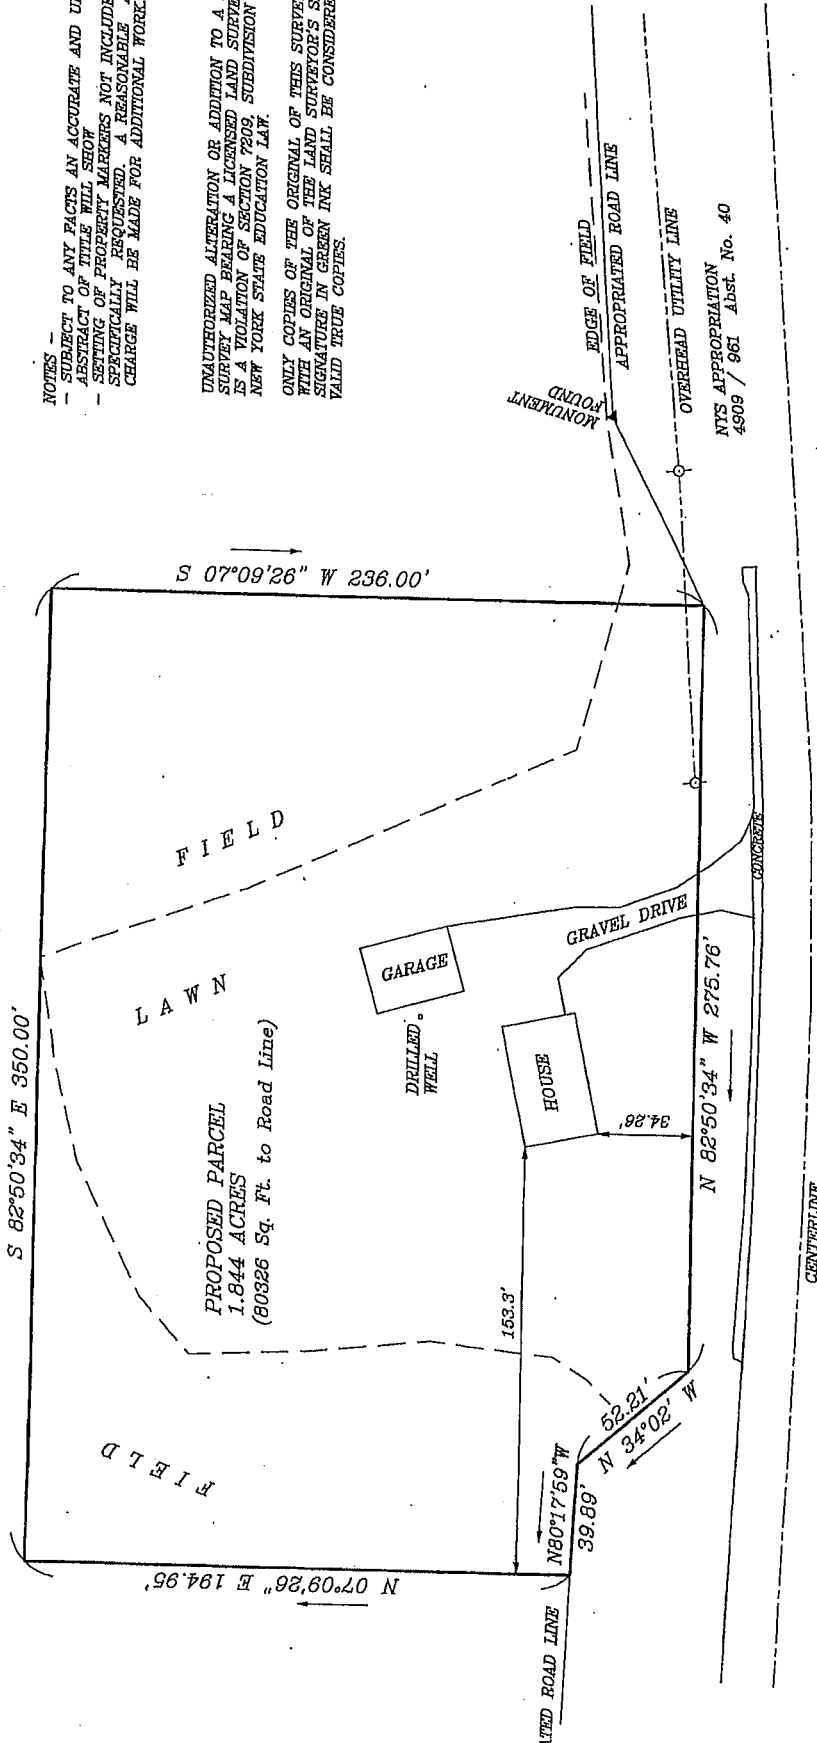 NOTES -
- SUBJECT TO ANY FACTS AN ACCURATE AND
ABSTRACT OF TITLE WILL SHOW
- SETTING OF PROPERTY MARKERS NOT INCLUDE
SPECIFICALLY REQUESTED. A REASONABLE
CHARGE WILL BE MADE FOR ADDITIONAL WORK
UNAUTHORIZED ALTERATION OR ADDITION TO A
SURVEY MAP BEARING A LICENSED LAND SURVE
IS A VIOLATION OF SECTION 7209, SUBDIVISION
NEW YORK STATE EDUCATION LAW.
ONLY COPIES OF THE ORIGINAL OF THIS SURVE
WITH AN ORIGINAL OF THE LAND SURVEYOR'S S
SIGNATURE IN GREEN INK SHALL BE CONSIDERE
VALID TRUE COPIES.
S 82°50'34" E 350.00'
S 07°09'26" W 236.00'
MONUMENT
FOUND
EDGE OF FIELD
APPROPRIATED ROAD LINE
OVERHEAD UTILITY LINE
NYS APPROPRIATION
4909 / 961 Abst. No. 40
FIELD
LAWN
PROPOSED PARCEL
1.844 ACRES
(80326 Sq. Ft. to Road Line)
GARAGE
DRILLED
WELL
HOUSE
GRAVEL DRIVE
CONCRETE
34.26'
153.3'
N 82°50'34" W 275.76'
FIELD
52.21'
N 34°02' W
N80°17'59"W
39.89'
N 07°09'26" E 194.95'
TED ROAD LINE
CENTERLINE